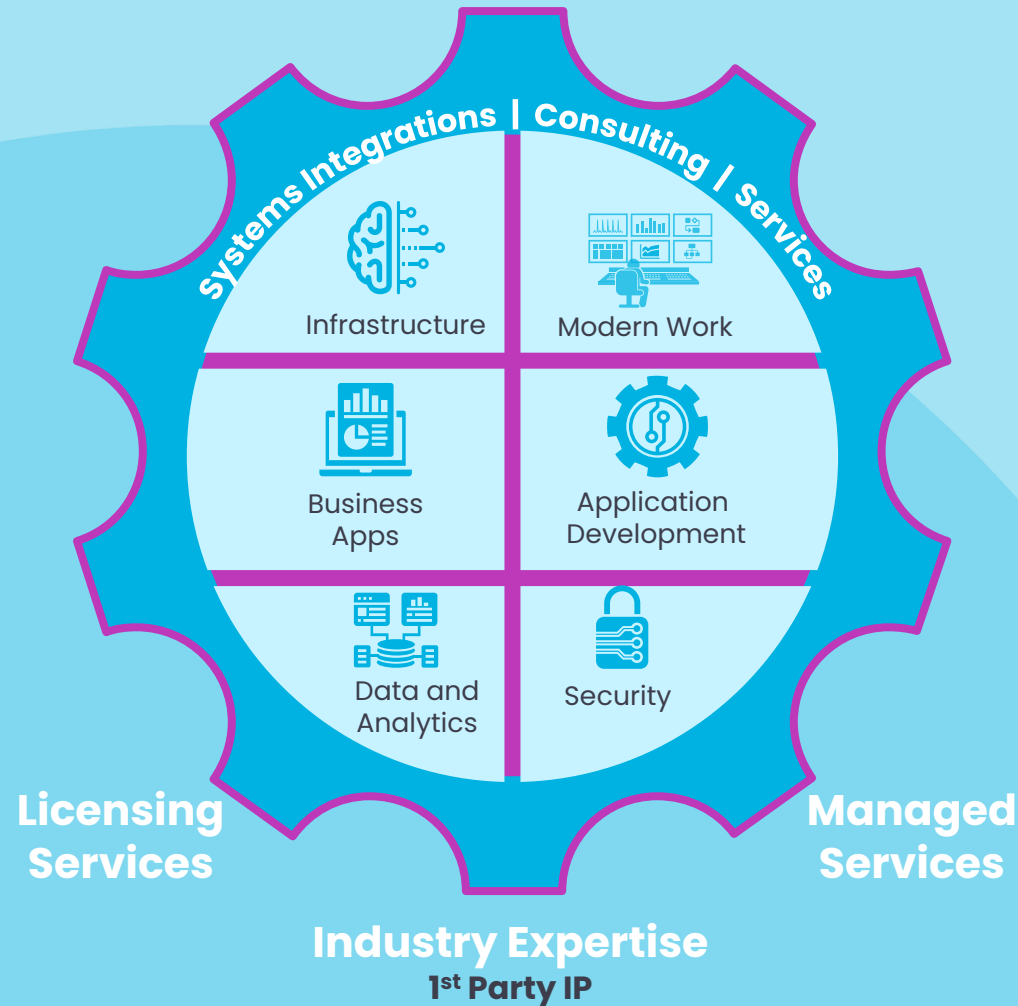 Systems Integrations | Consulting | Services
Infrastructure
Modern Work
Business
Apps
Application
Development
Data and
Analytics
Security
Licensing
Services
Managed
Services
Industry Expertise
1st Party IP